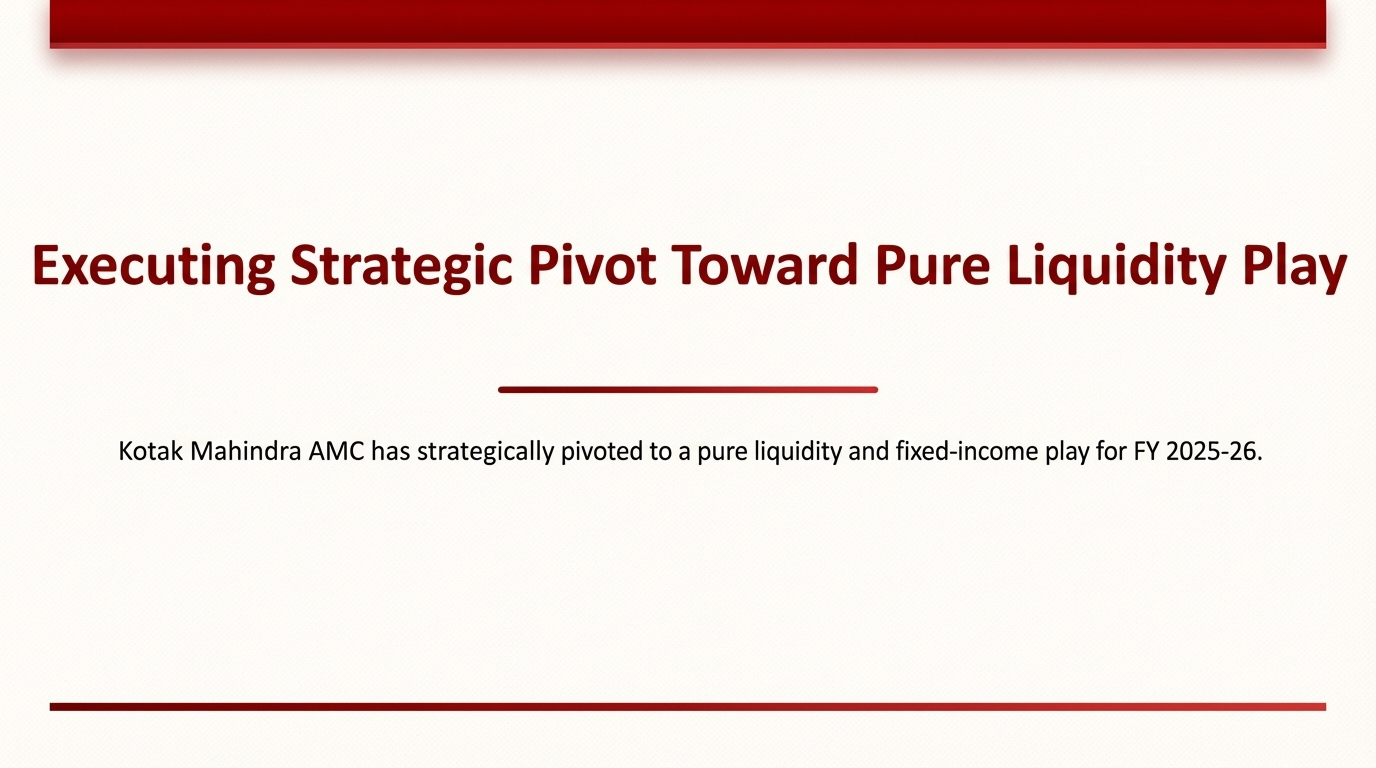 Executing Strategic Pivot Toward Pure Liquidity Play
Kotak Mahindra AMC has strategically pivoted to a pure liquidity and fixed-income play for FY 2025-26.